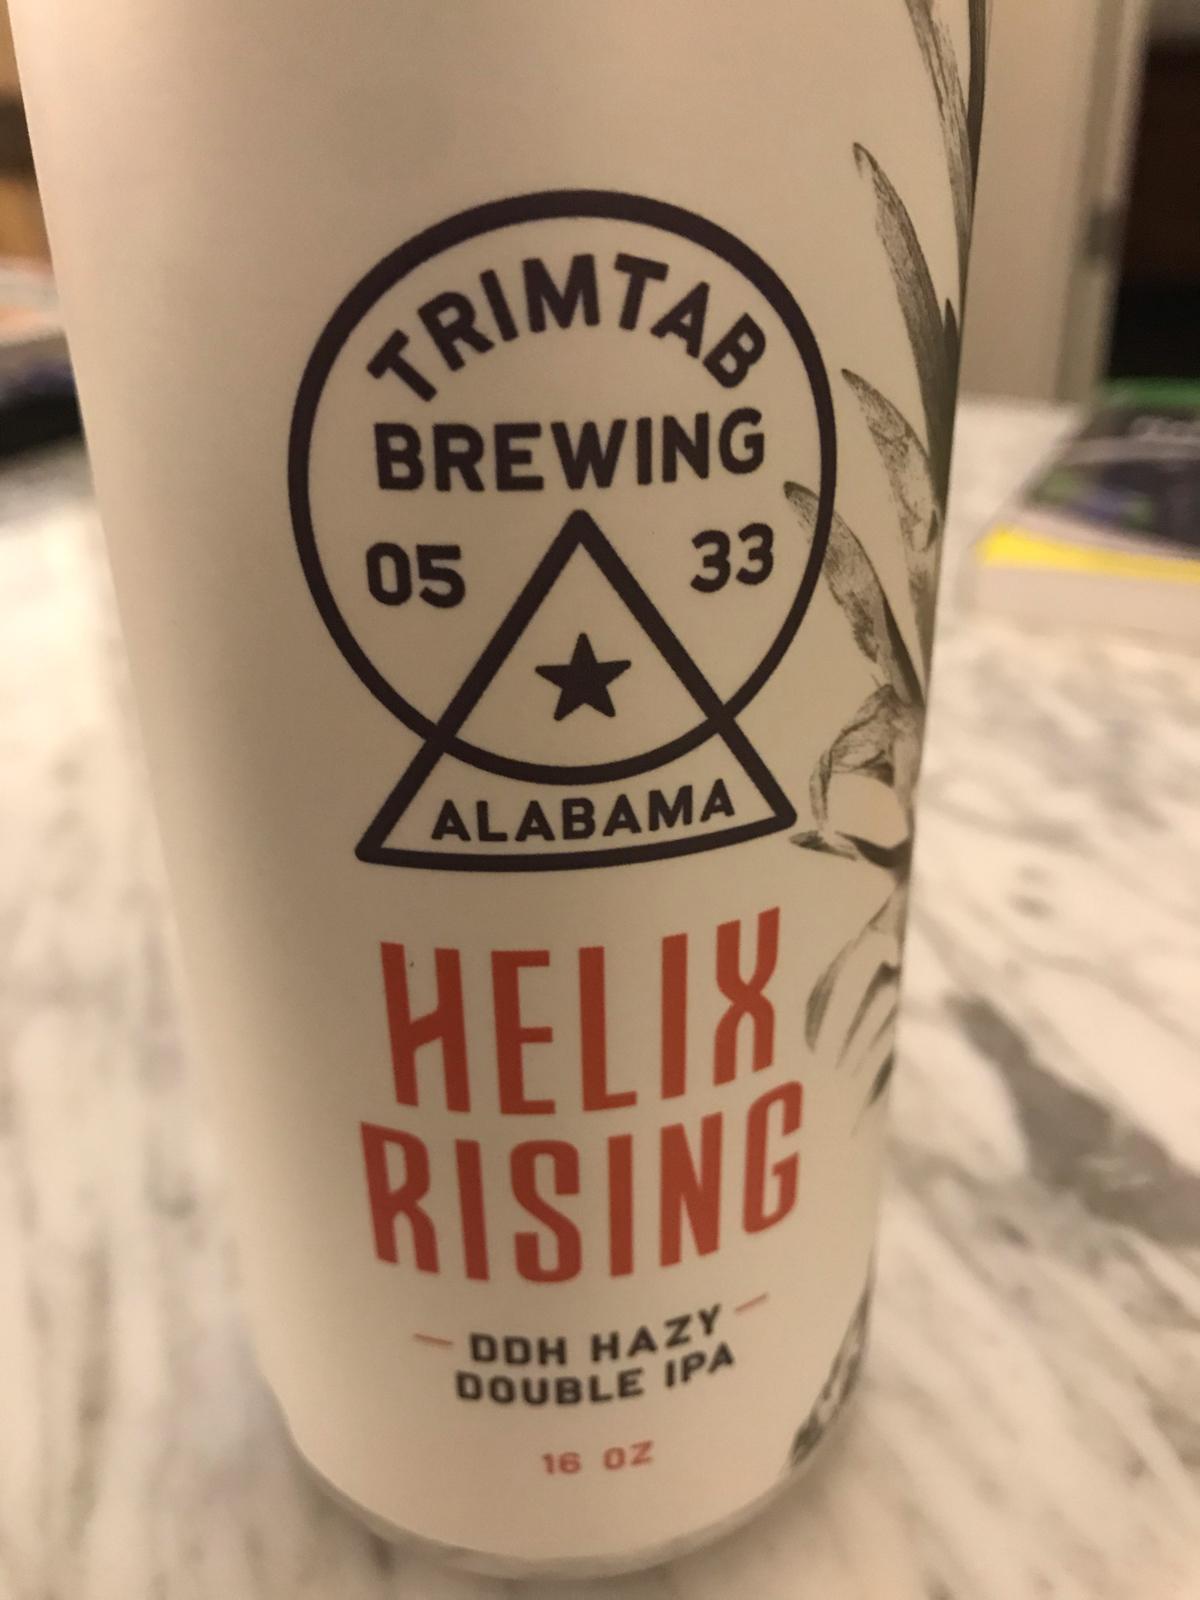 TRIMTAB
BREWING
05 33
ALABAMA
HELIX
RISING
DDH HAZY
DOUBLE IPA
16 OZ